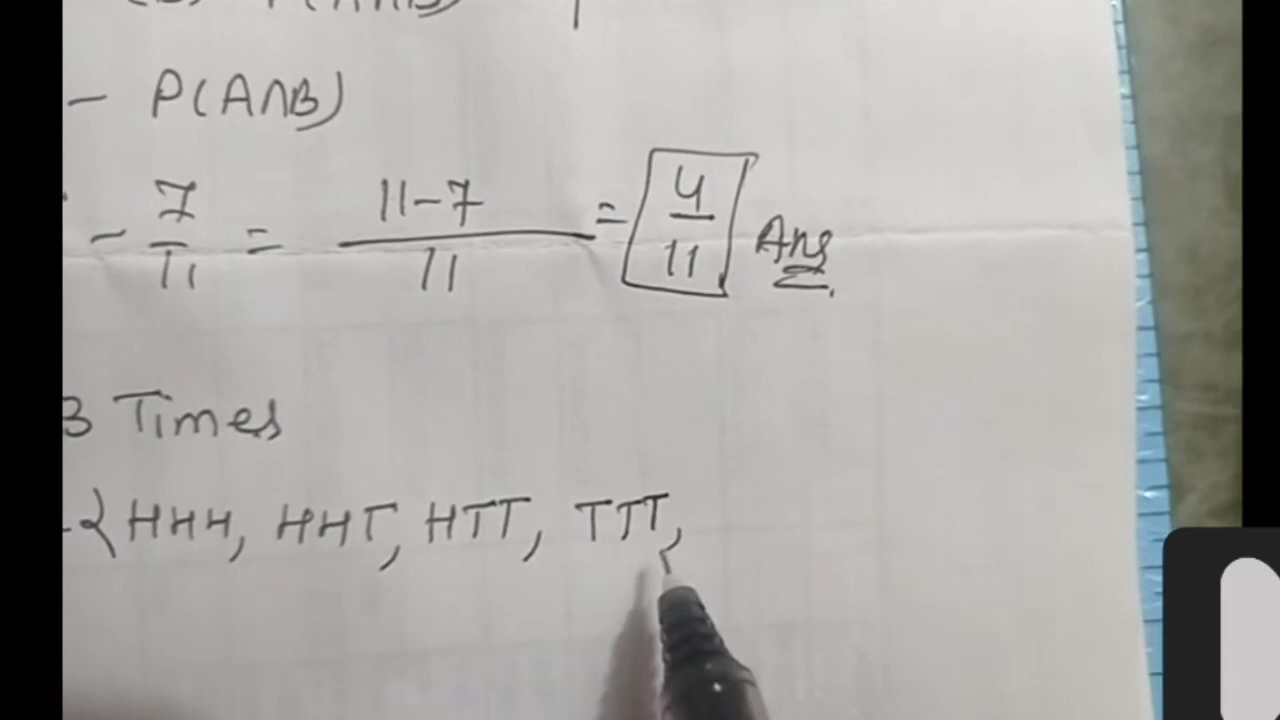 - P(A∩B)
- 7/11 = 11-7/11 = 4/11 Ans
3 Times
{HHH, HHT, HTT, TTT,